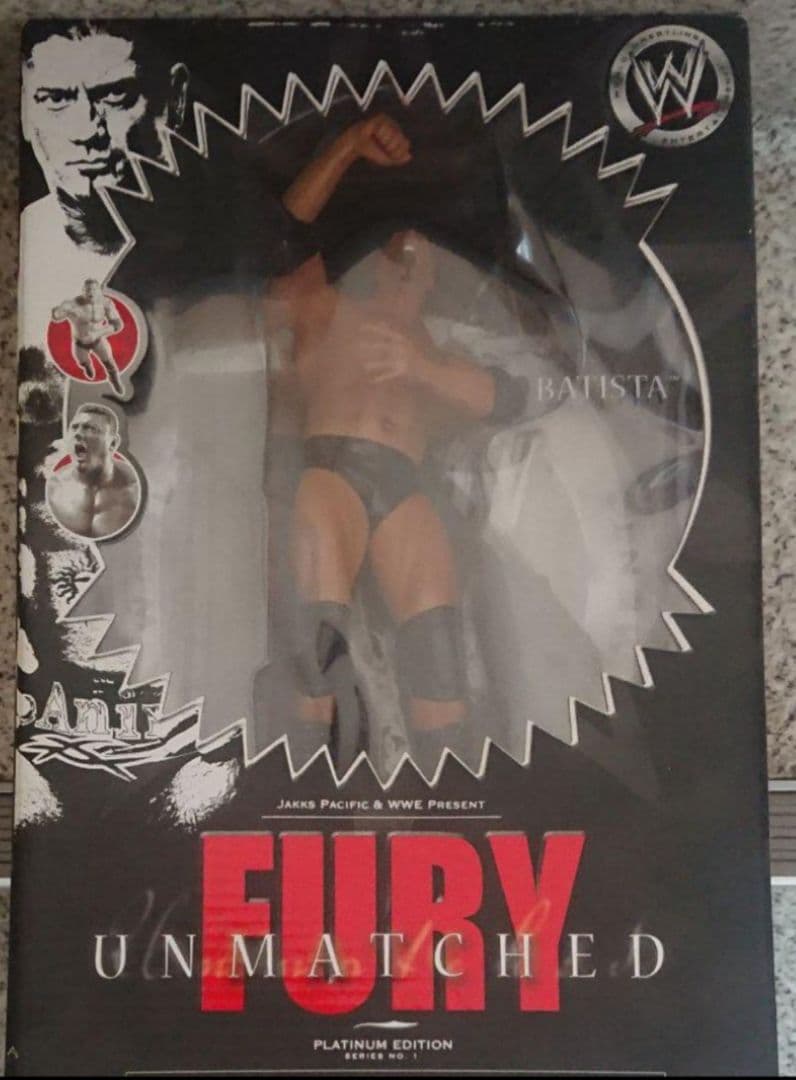 W
BATISTA™
JAKKS PACIFIC & WWE PRESENT
FURY
UNMATCHED
PLATINUM EDITION
SERIES NO. 1